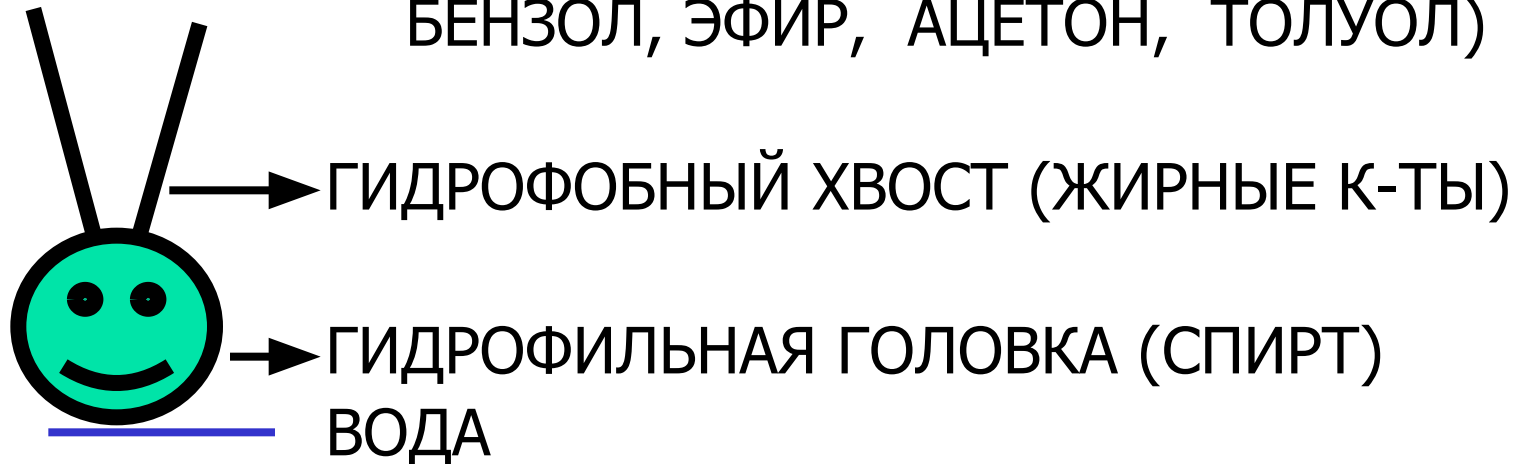 БЕНЗОЛ, ЭФИР, АЦЕТОН, ТОЛУОЛ)
ГИДРОФОБНЫЙ ХВОСТ (ЖИРНЫЕ К-ТЫ)
ГИДРОФИЛЬНАЯ ГОЛОВКА (СПИРТ)
ВОДА